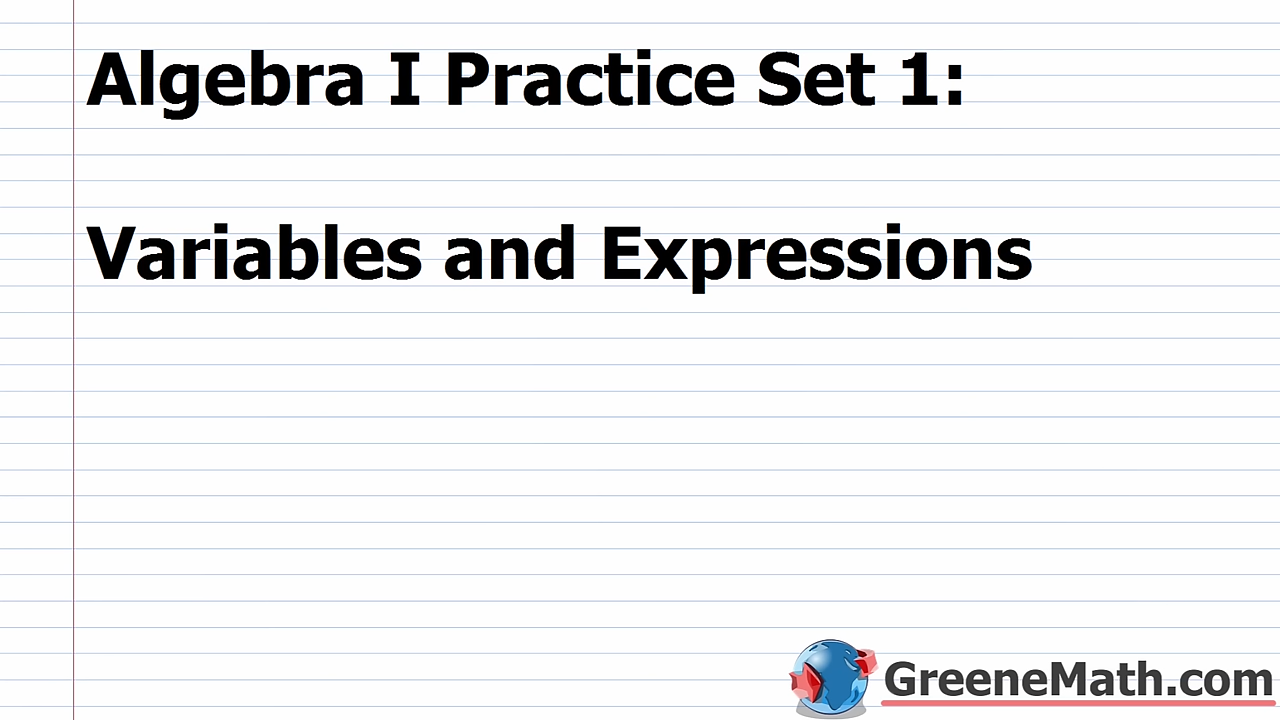 Algebra I Practice Set 1:
Variables and Expressions
GreeneMath.com